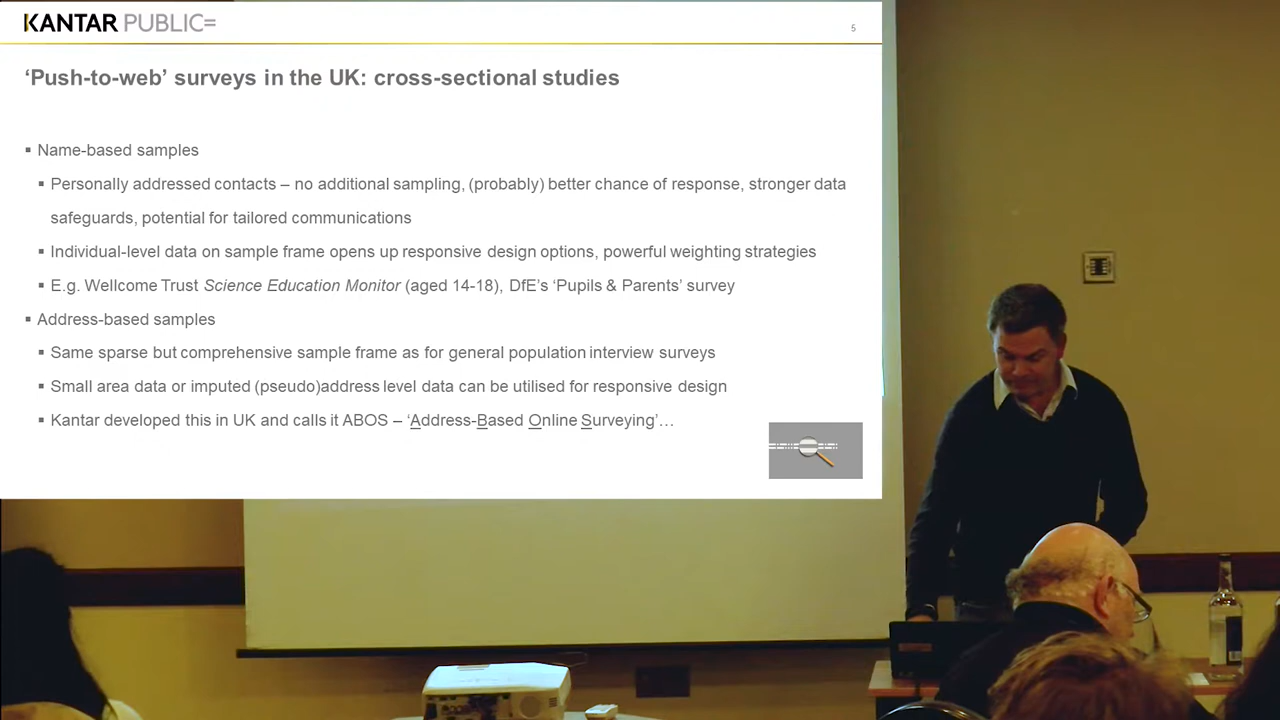 KANTAR PUBLIC=
5
‘Push-to-web’ surveys in the UK: cross-sectional studies
▪ Name-based samples
▪ Personally addressed contacts – no additional sampling, (probably) better chance of response, stronger data
safeguards, potential for tailored communications
▪ Individual-level data on sample frame opens up responsive design options, powerful weighting strategies
▪ E.g. Wellcome Trust Science Education Monitor (aged 14-18), DfE’s ‘Pupils & Parents’ survey
▪ Address-based samples
▪ Same sparse but comprehensive sample frame as for general population interview surveys
▪ Small area data or imputed (pseudo)address level data can be utilised for responsive design
▪ Kantar developed this in UK and calls it ABOS – ‘Address-Based Online Surveying’…